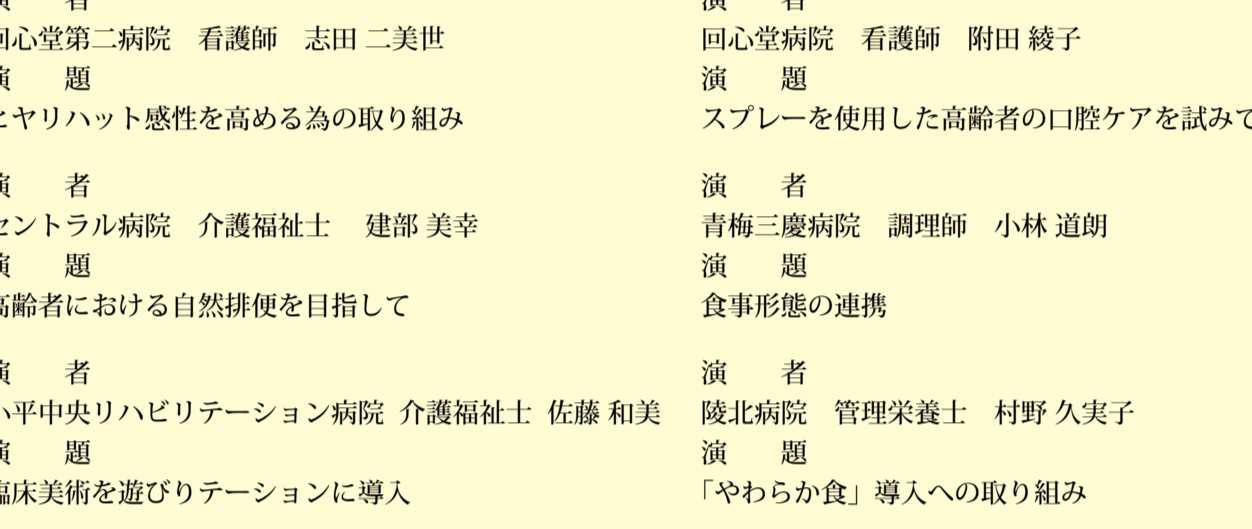 演　　者
回心堂第二病院　看護師　志田 二美世
演　　題
ヒヤリハット感性を高める為の取り組み
演　　者
セントラル病院　介護福祉士　 建部 美幸
演　　題
高齢者における自然排便を目指して
演　　者
小平中央リハビリテーション病院  介護福祉士  佐藤 和美
演　　題
臨床美術を遊びりテーションに導入
演　　者
回心堂病院　看護師　附田 綾子
演　　題
スプレーを使用した高齢者の口腔ケアを試みて
演　　者
青梅三慶病院　調理師　小林 道朗
演　　題
食事形態の連携
演　　者
陵北病院　管理栄養士　村野 久実子
演　　題
「やわらか食」導入への取り組み